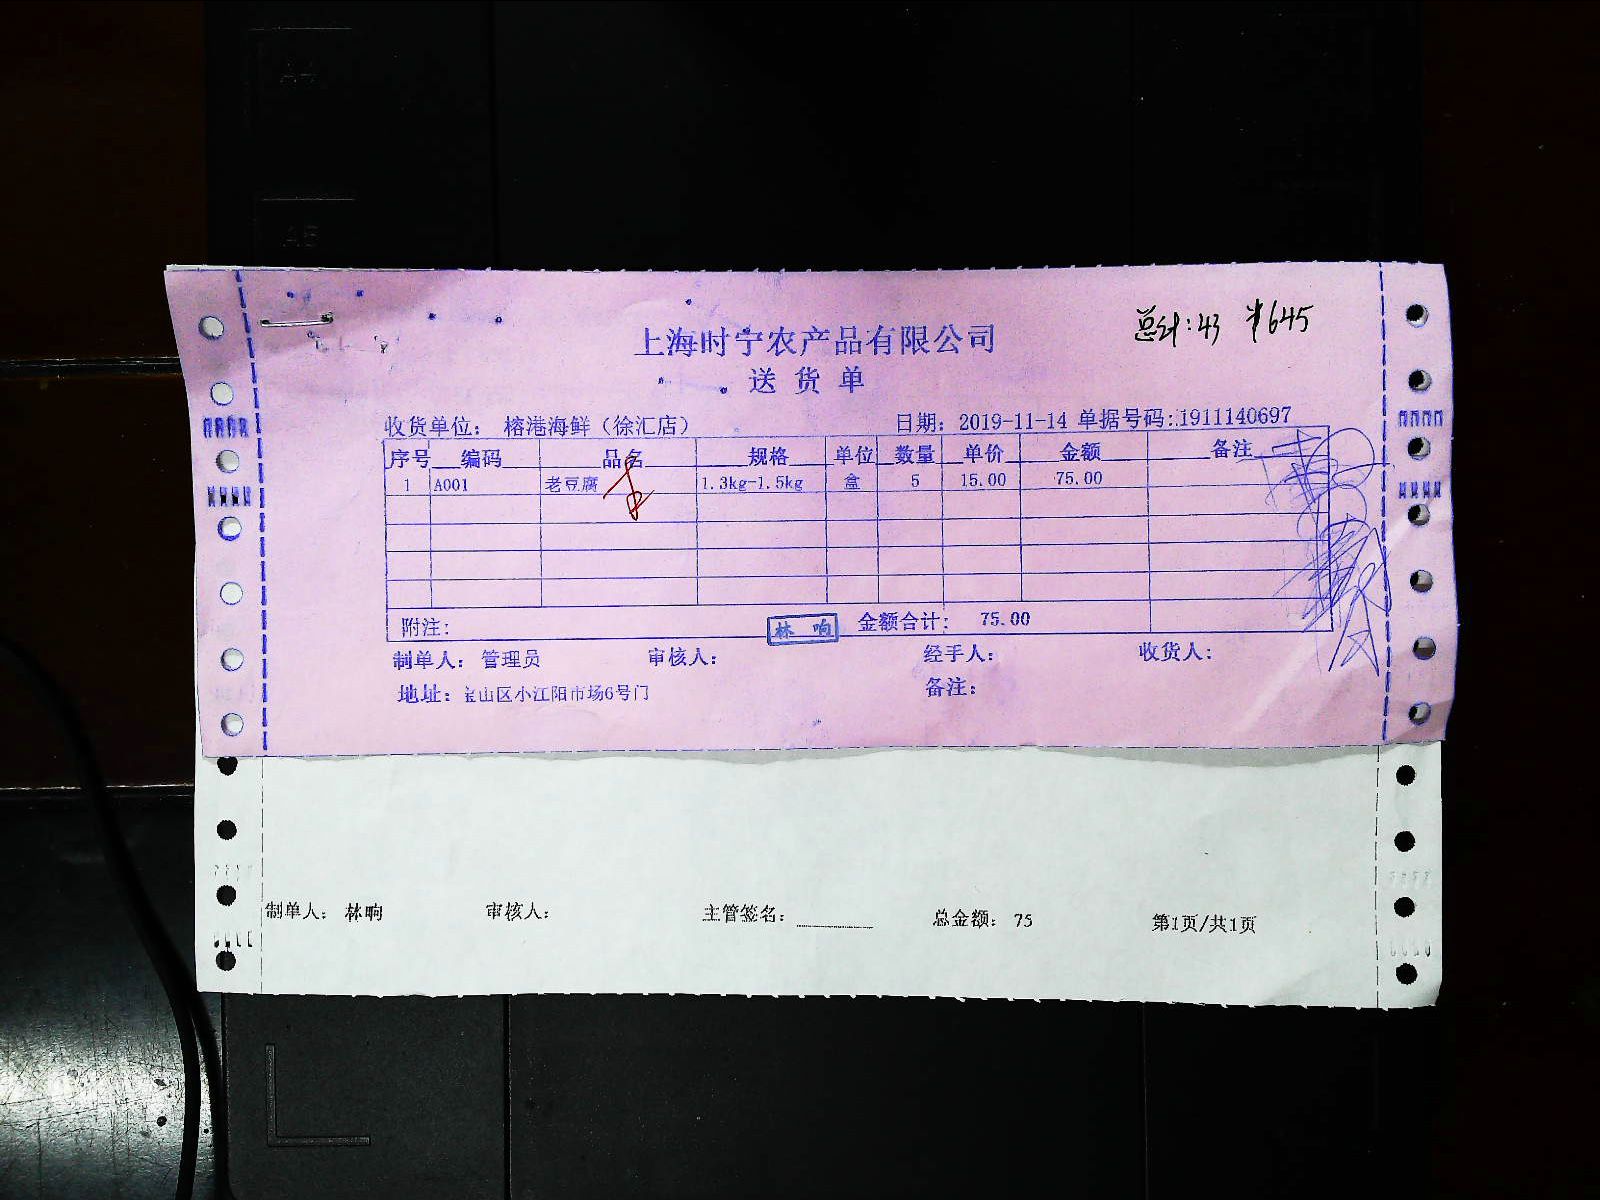 A4
A5
总计:43 ¥645
上海时宁农产品有限公司
送 货 单
收货单位: 榕港海鲜(徐汇店) 日期: 2019-11-14 单据号码:1911140697
序号 编码 品名 规格 单位 数量 单价 金额 备注
1 A001 老豆腐 1.3kg-1.5kg 盒 5 15.00 75.00
附注: 林 响 金额合计: 75.00
制单人: 管理员 审核人: 经手人: 收货人:
地址: 宝山区小江阳市场6号门 备注:
制单人: 林响 审核人: 主管签名: 总金额: 75 第1页/共1页